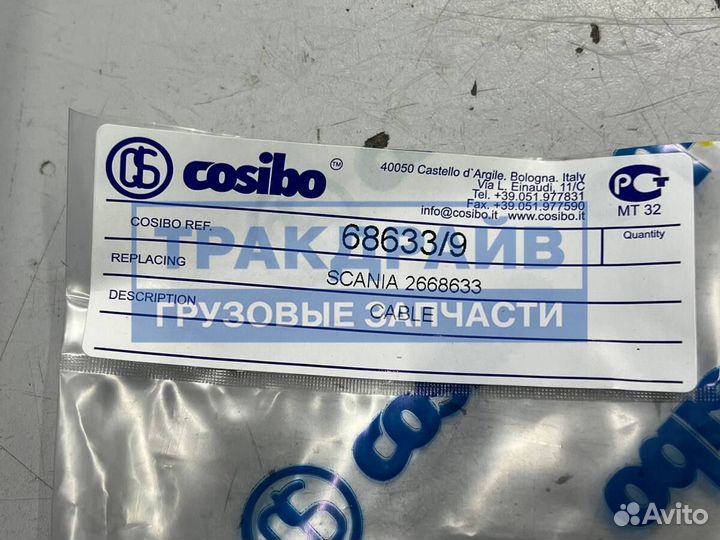 cosibo™
40050 Castello d'Argile. Bologna. Italy
Via L. Einaudi, 11/C
Tel. +39.051.977831
Fax. +39.051.977590
info@cosibo.it www.cosibo.it
МТ 32
COSIBO REF. 68633/9
Quantity
REPLACING SCANIA 2668633
DESCRIPTION CABLE
ТРАКДРАЙВ
ГРУЗОВЫЕ ЗАПЧАСТИ
cosibo
Avito